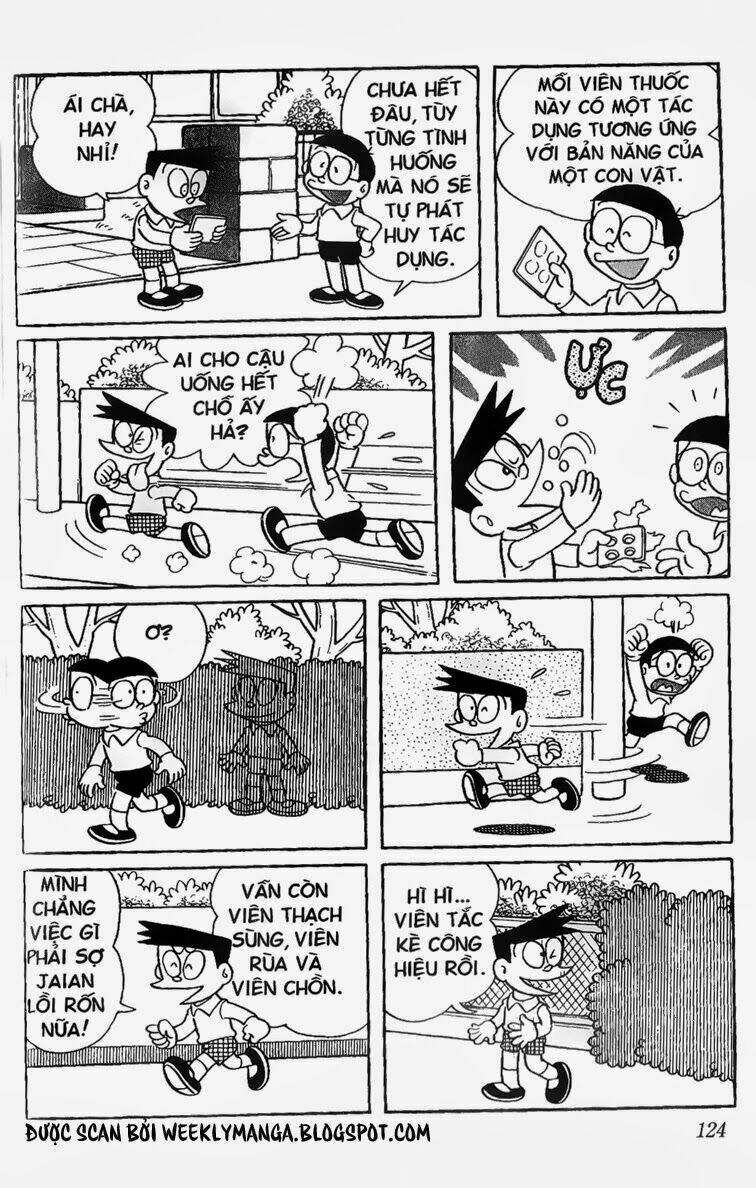 MỖI VIÊN THUỐC
NÀY CÓ MỘT TÁC
DỤNG TƯƠNG ỨNG
VỚI BẢN NĂNG CỦA
MỘT CON VẬT.
CHƯA HẾT
ĐÂU, TÙY
TỪNG TÌNH
HUỐNG
MÀ NÓ SẼ
TỰ PHÁT
HUY TÁC
DỤNG.
ÁI CHÀ,
HAY
NHỈ!
ỰC
AI CHO CẬU
UỐNG HẾT
CHỖ ẤY
HẢ?
Ơ?
HÌ HÌ...
VIÊN TẮC
KÈ CÔNG
HIỆU RỒI.
VẪN CÒN
VIÊN THẠCH
SÙNG, VIÊN
RÙA VÀ
VIÊN CHỒN.
MÌNH
CHẲNG
VIỆC GÌ
PHẢI SỢ
JAIAN
LỒI RỐN
NỮA!
ĐƯỢC SCAN BỞI WEEKLYMANGA.BLOGSPOT.COM
124